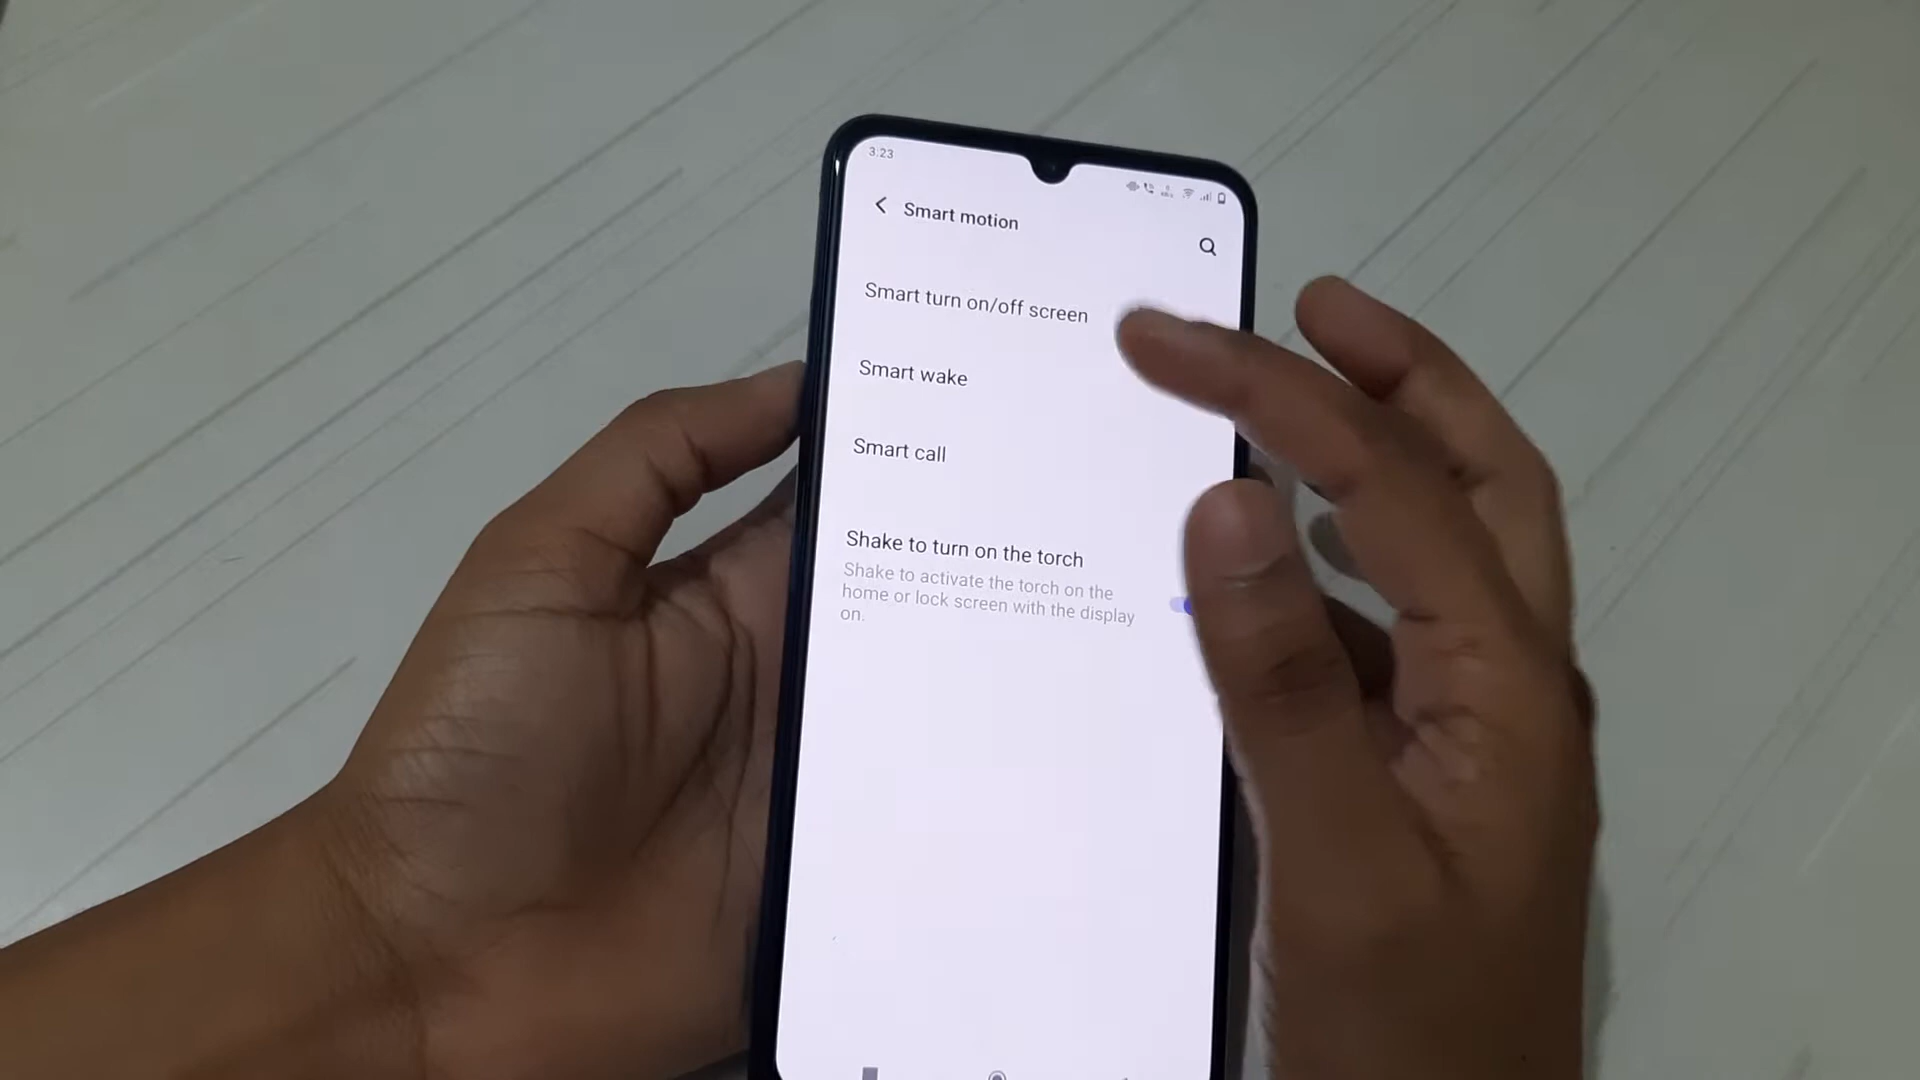 3.23
Smart motion
Smart turn on/off screen
Smart wake
Smart call
Shake to turn on the torch
Shake to activate the torch on the
home or lock screen with the display
on.